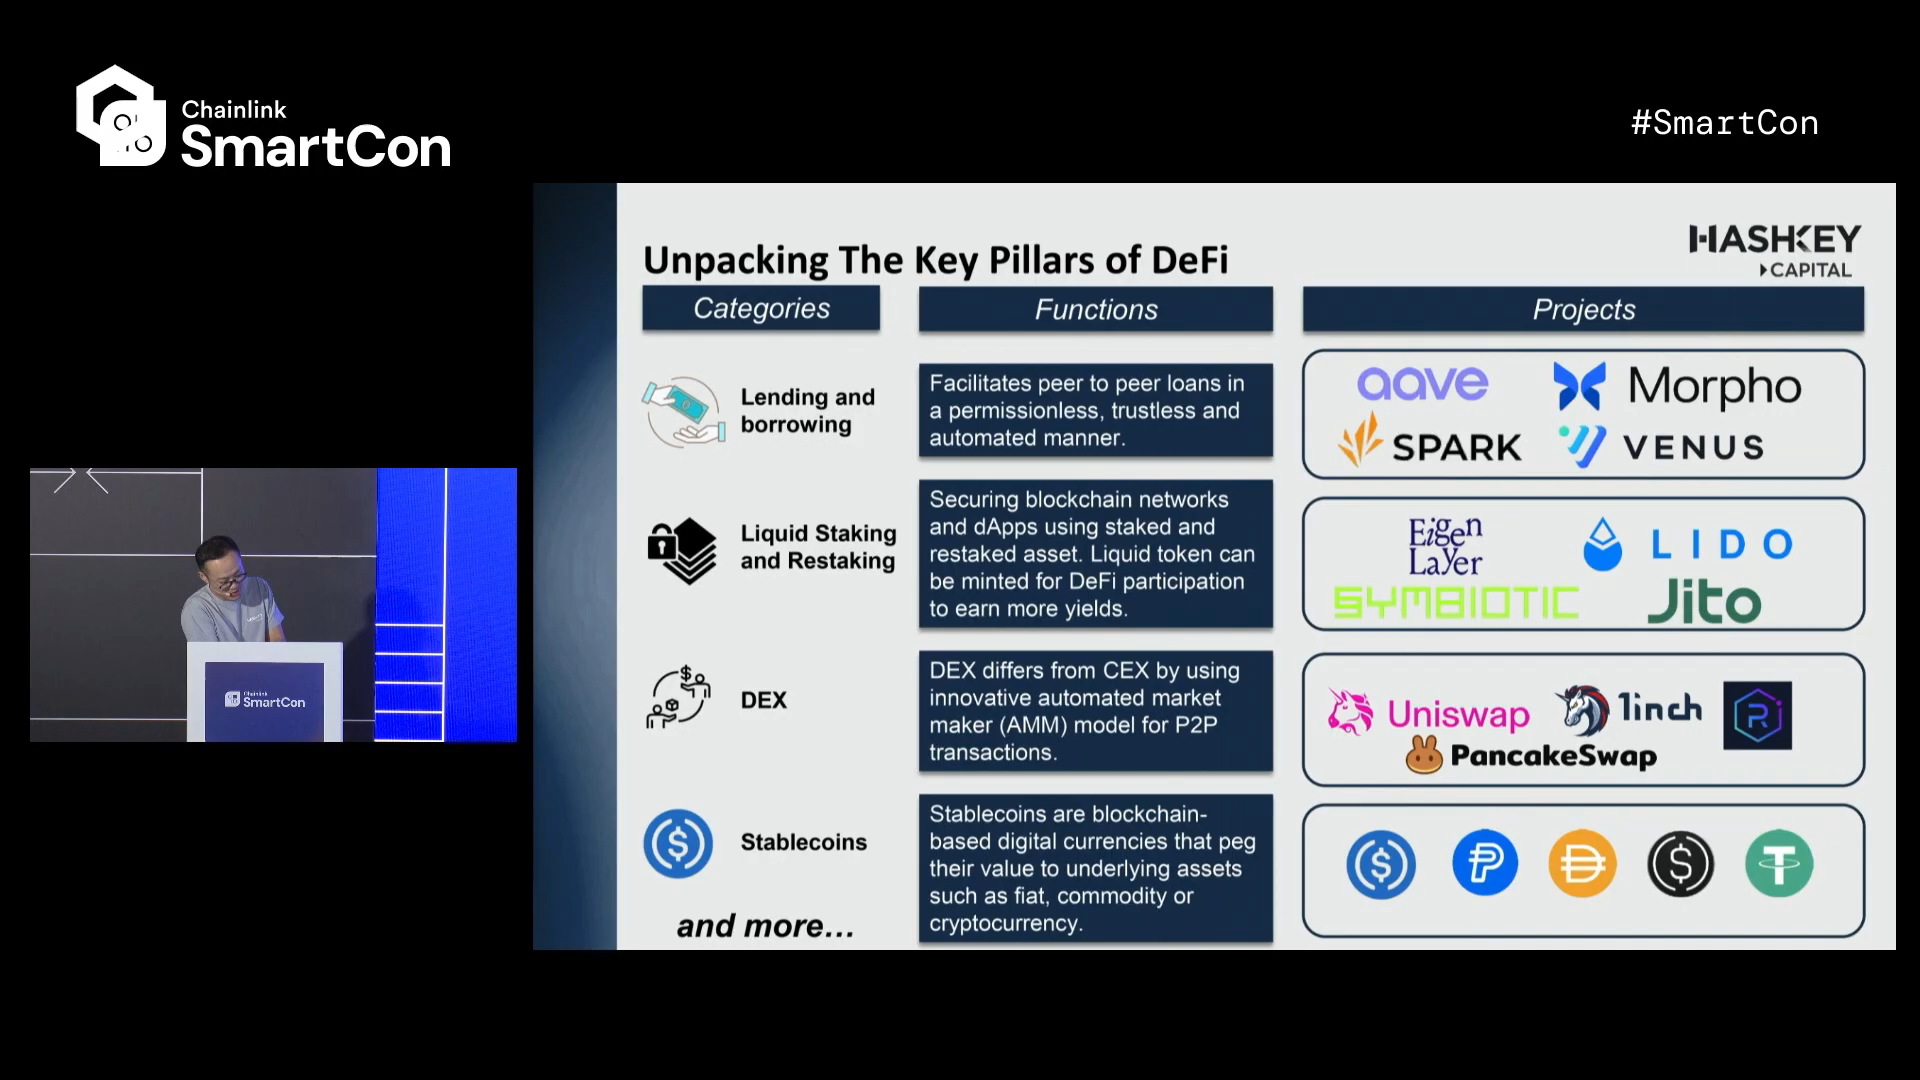 Chainlink
SmartCon
#SmartCon
HASHKEY
CAPITAL
Unpacking The Key Pillars of DeFi
Categories
Functions
Projects
Lending and
borrowing
Facilitates peer to peer loans in
a permissionless, trustless and
automated manner.
aave
Morpho
SPARK
VENUS
Liquid Staking
and Restaking
Securing blockchain networks
and dApps using staked and
restaked asset. Liquid token can
be minted for DeFi participation
to earn more yields.
Eigen
Layer
LIDO
SYMBIOTIC
Jito
DEX
DEX differs from CEX by using
innovative automated market
maker (AMM) model for P2P
transactions.
Uniswap
1inch
PancakeSwap
Stablecoins
and more...
Stablecoins are blockchain-
based digital currencies that peg
their value to underlying assets
such as fiat, commodity or
cryptocurrency.
Chainlink
SmartCon